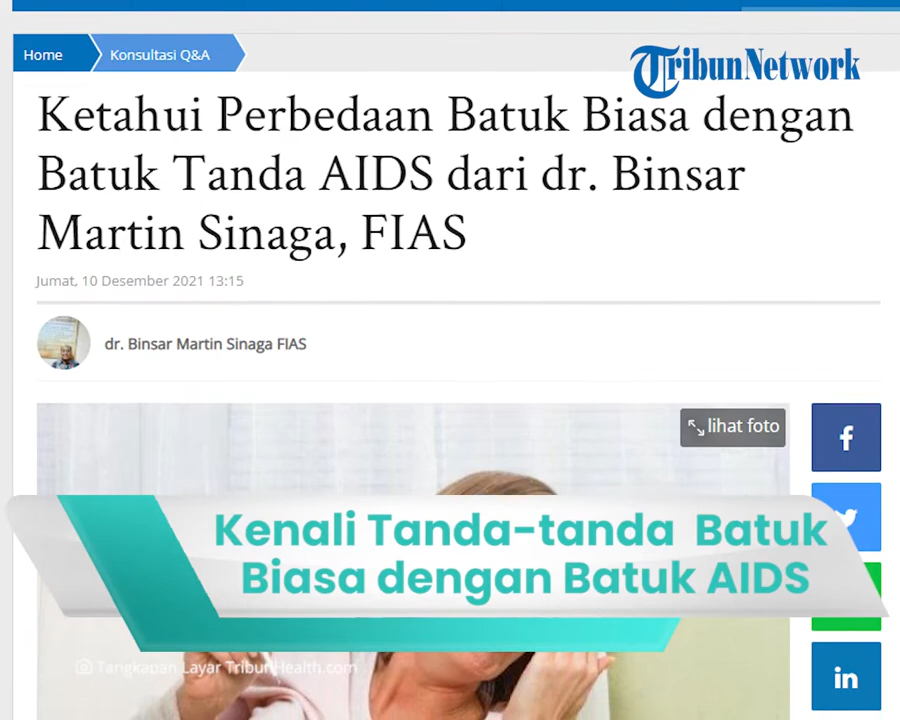 Home
Konsultasi Q&A
TribunNetwork
Ketahui Perbedaan Batuk Biasa dengan
Batuk Tanda AIDS dari dr. Binsar
Martin Sinaga, FIAS
Jumat, 10 Desember 2021 13:15
dr. Binsar Martin Sinaga FIAS
lihat foto
f
Kenali Tanda-tanda Batuk
Biasa dengan Batuk AIDS
Tangkapan Layar TribunHealth.com
in